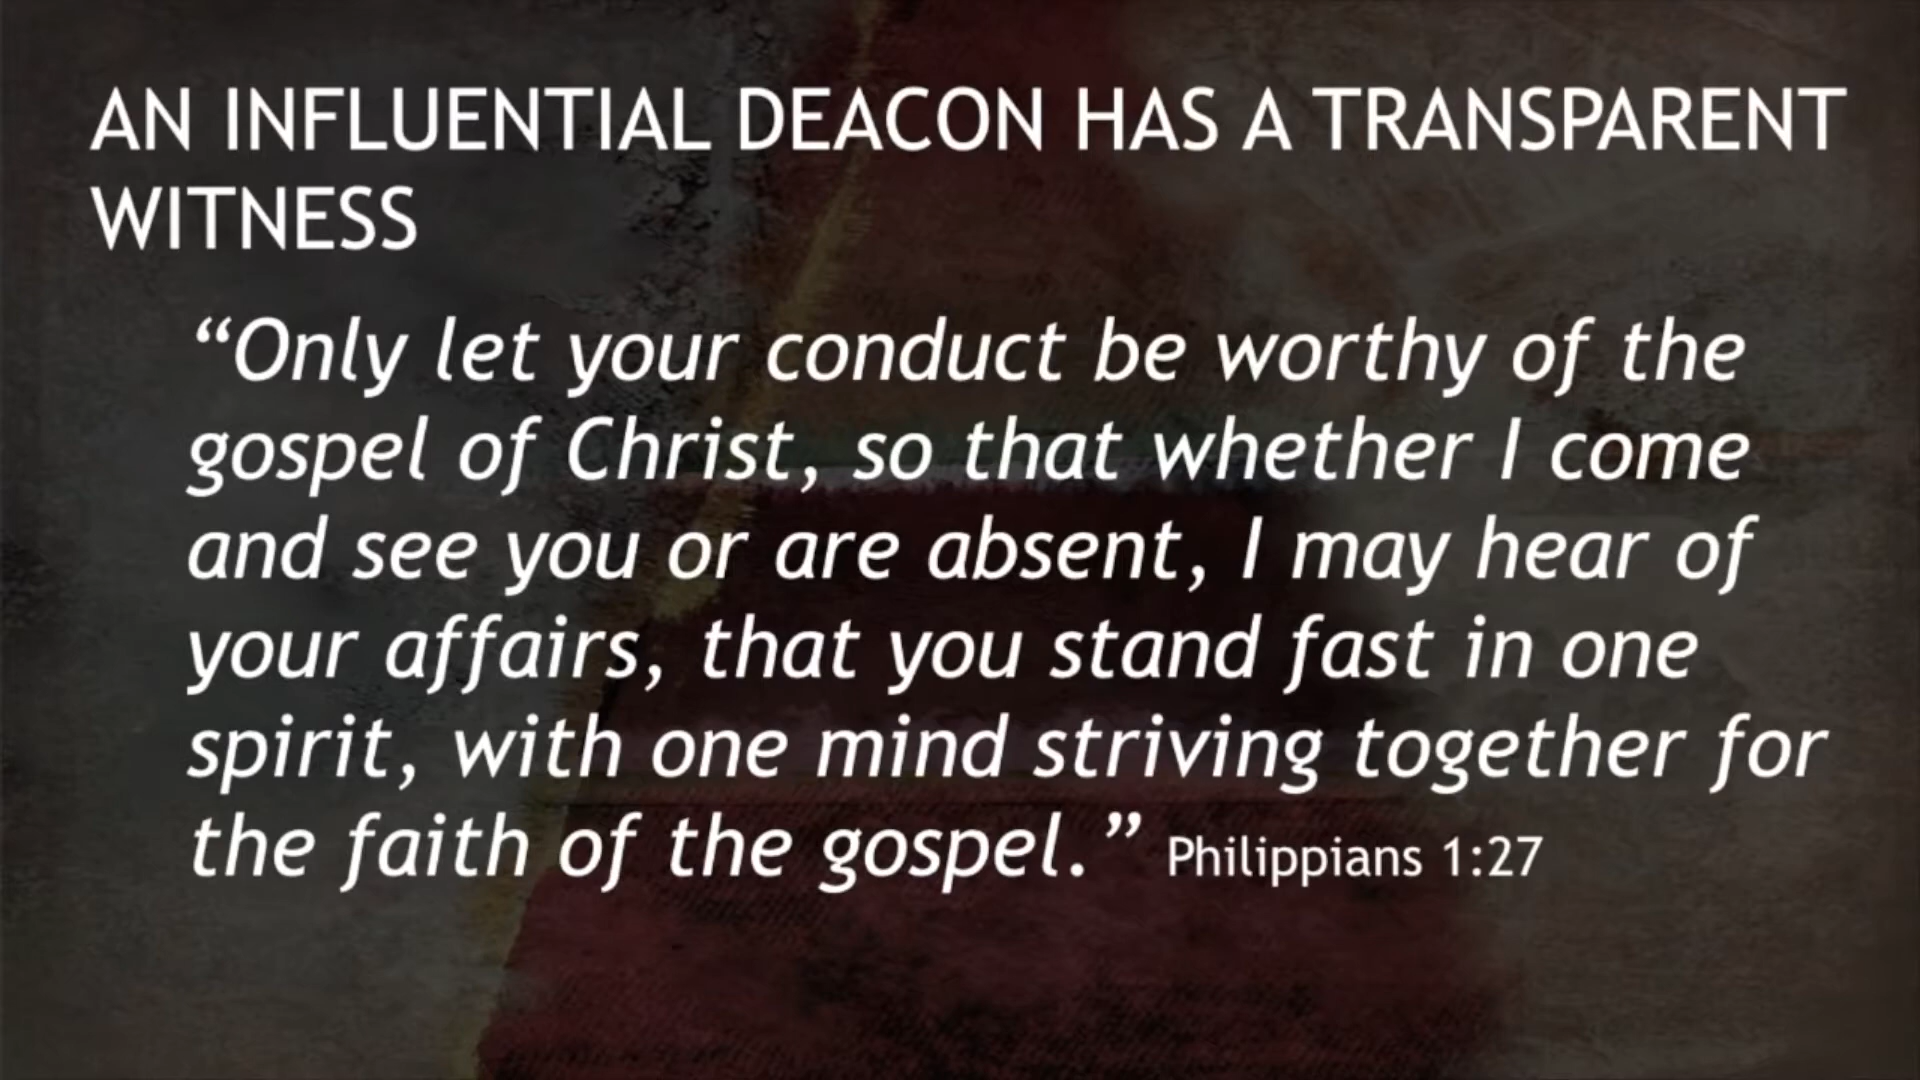 AN INFLUENTIAL DEACON HAS A TRANSPARENT
WITNESS
“Only let your conduct be worthy of the
gospel of Christ, so that whether I come
and see you or are absent, I may hear of
your affairs, that you stand fast in one
spirit, with one mind striving together for
the faith of the gospel.” Philippians 1:27